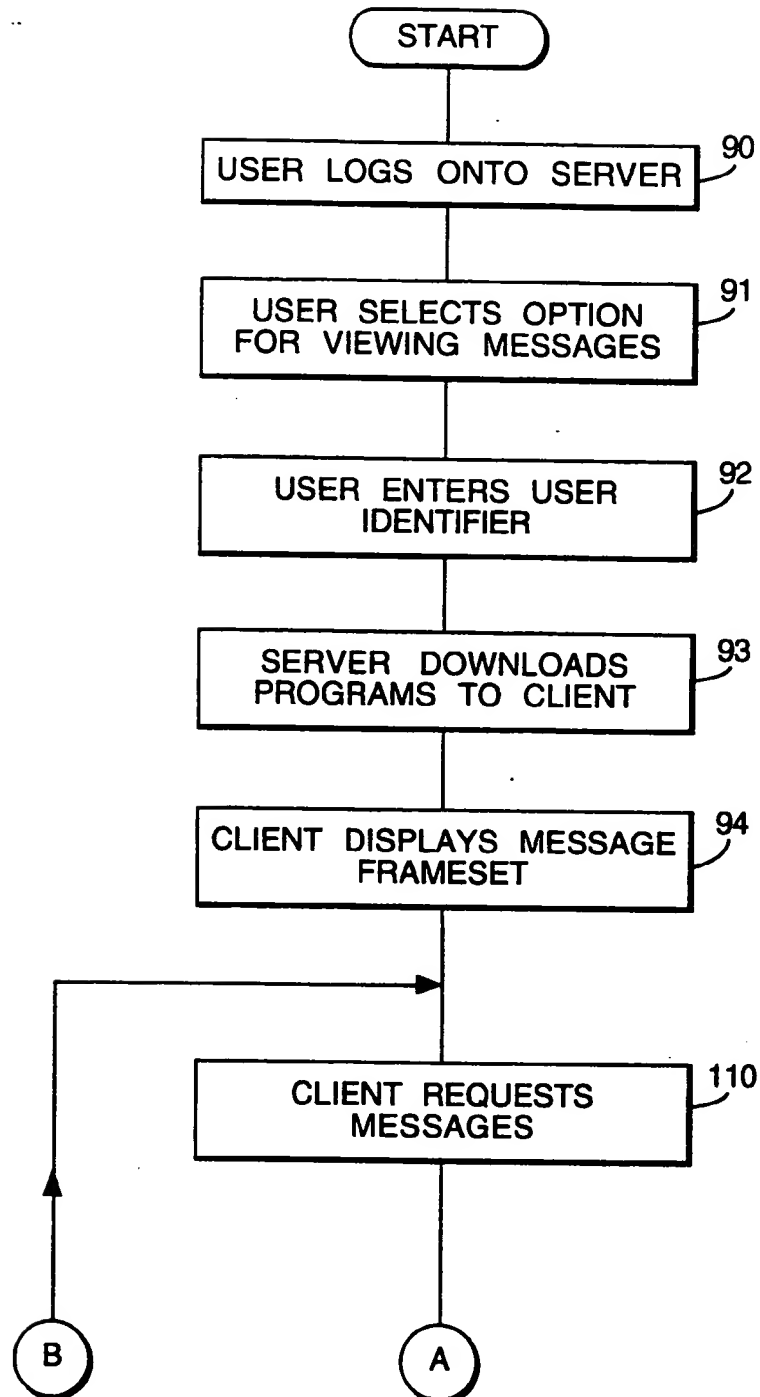 START
90
USER LOGS ONTO SERVER
91
USER SELECTS OPTION
FOR VIEWING MESSAGES
92
USER ENTERS USER
IDENTIFIER
93
SERVER DOWNLOADS
PROGRAMS TO CLIENT
94
CLIENT DISPLAYS MESSAGE
FRAMESET
110
CLIENT REQUESTS
MESSAGES
B
A